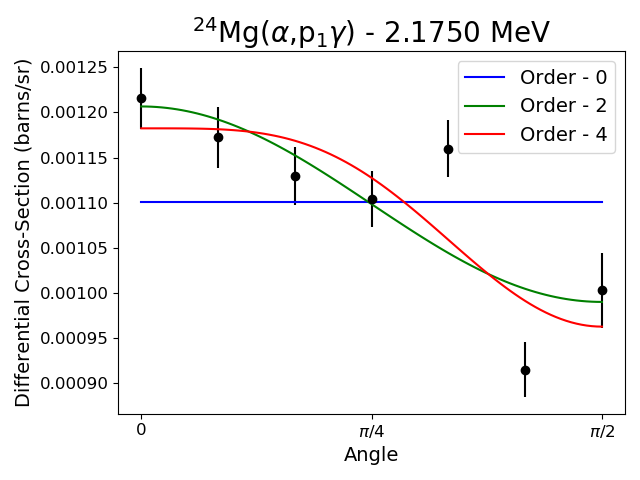 ²⁴Mg(α,p₁γ) - 2.1750 MeV
Differential Cross-Section (barns/sr)
0.00125
0.00120
0.00115
0.00110
0.00105
0.00100
0.00095
0.00090
Order - 0
Order - 2
Order - 4
0
π/4
π/2
Angle